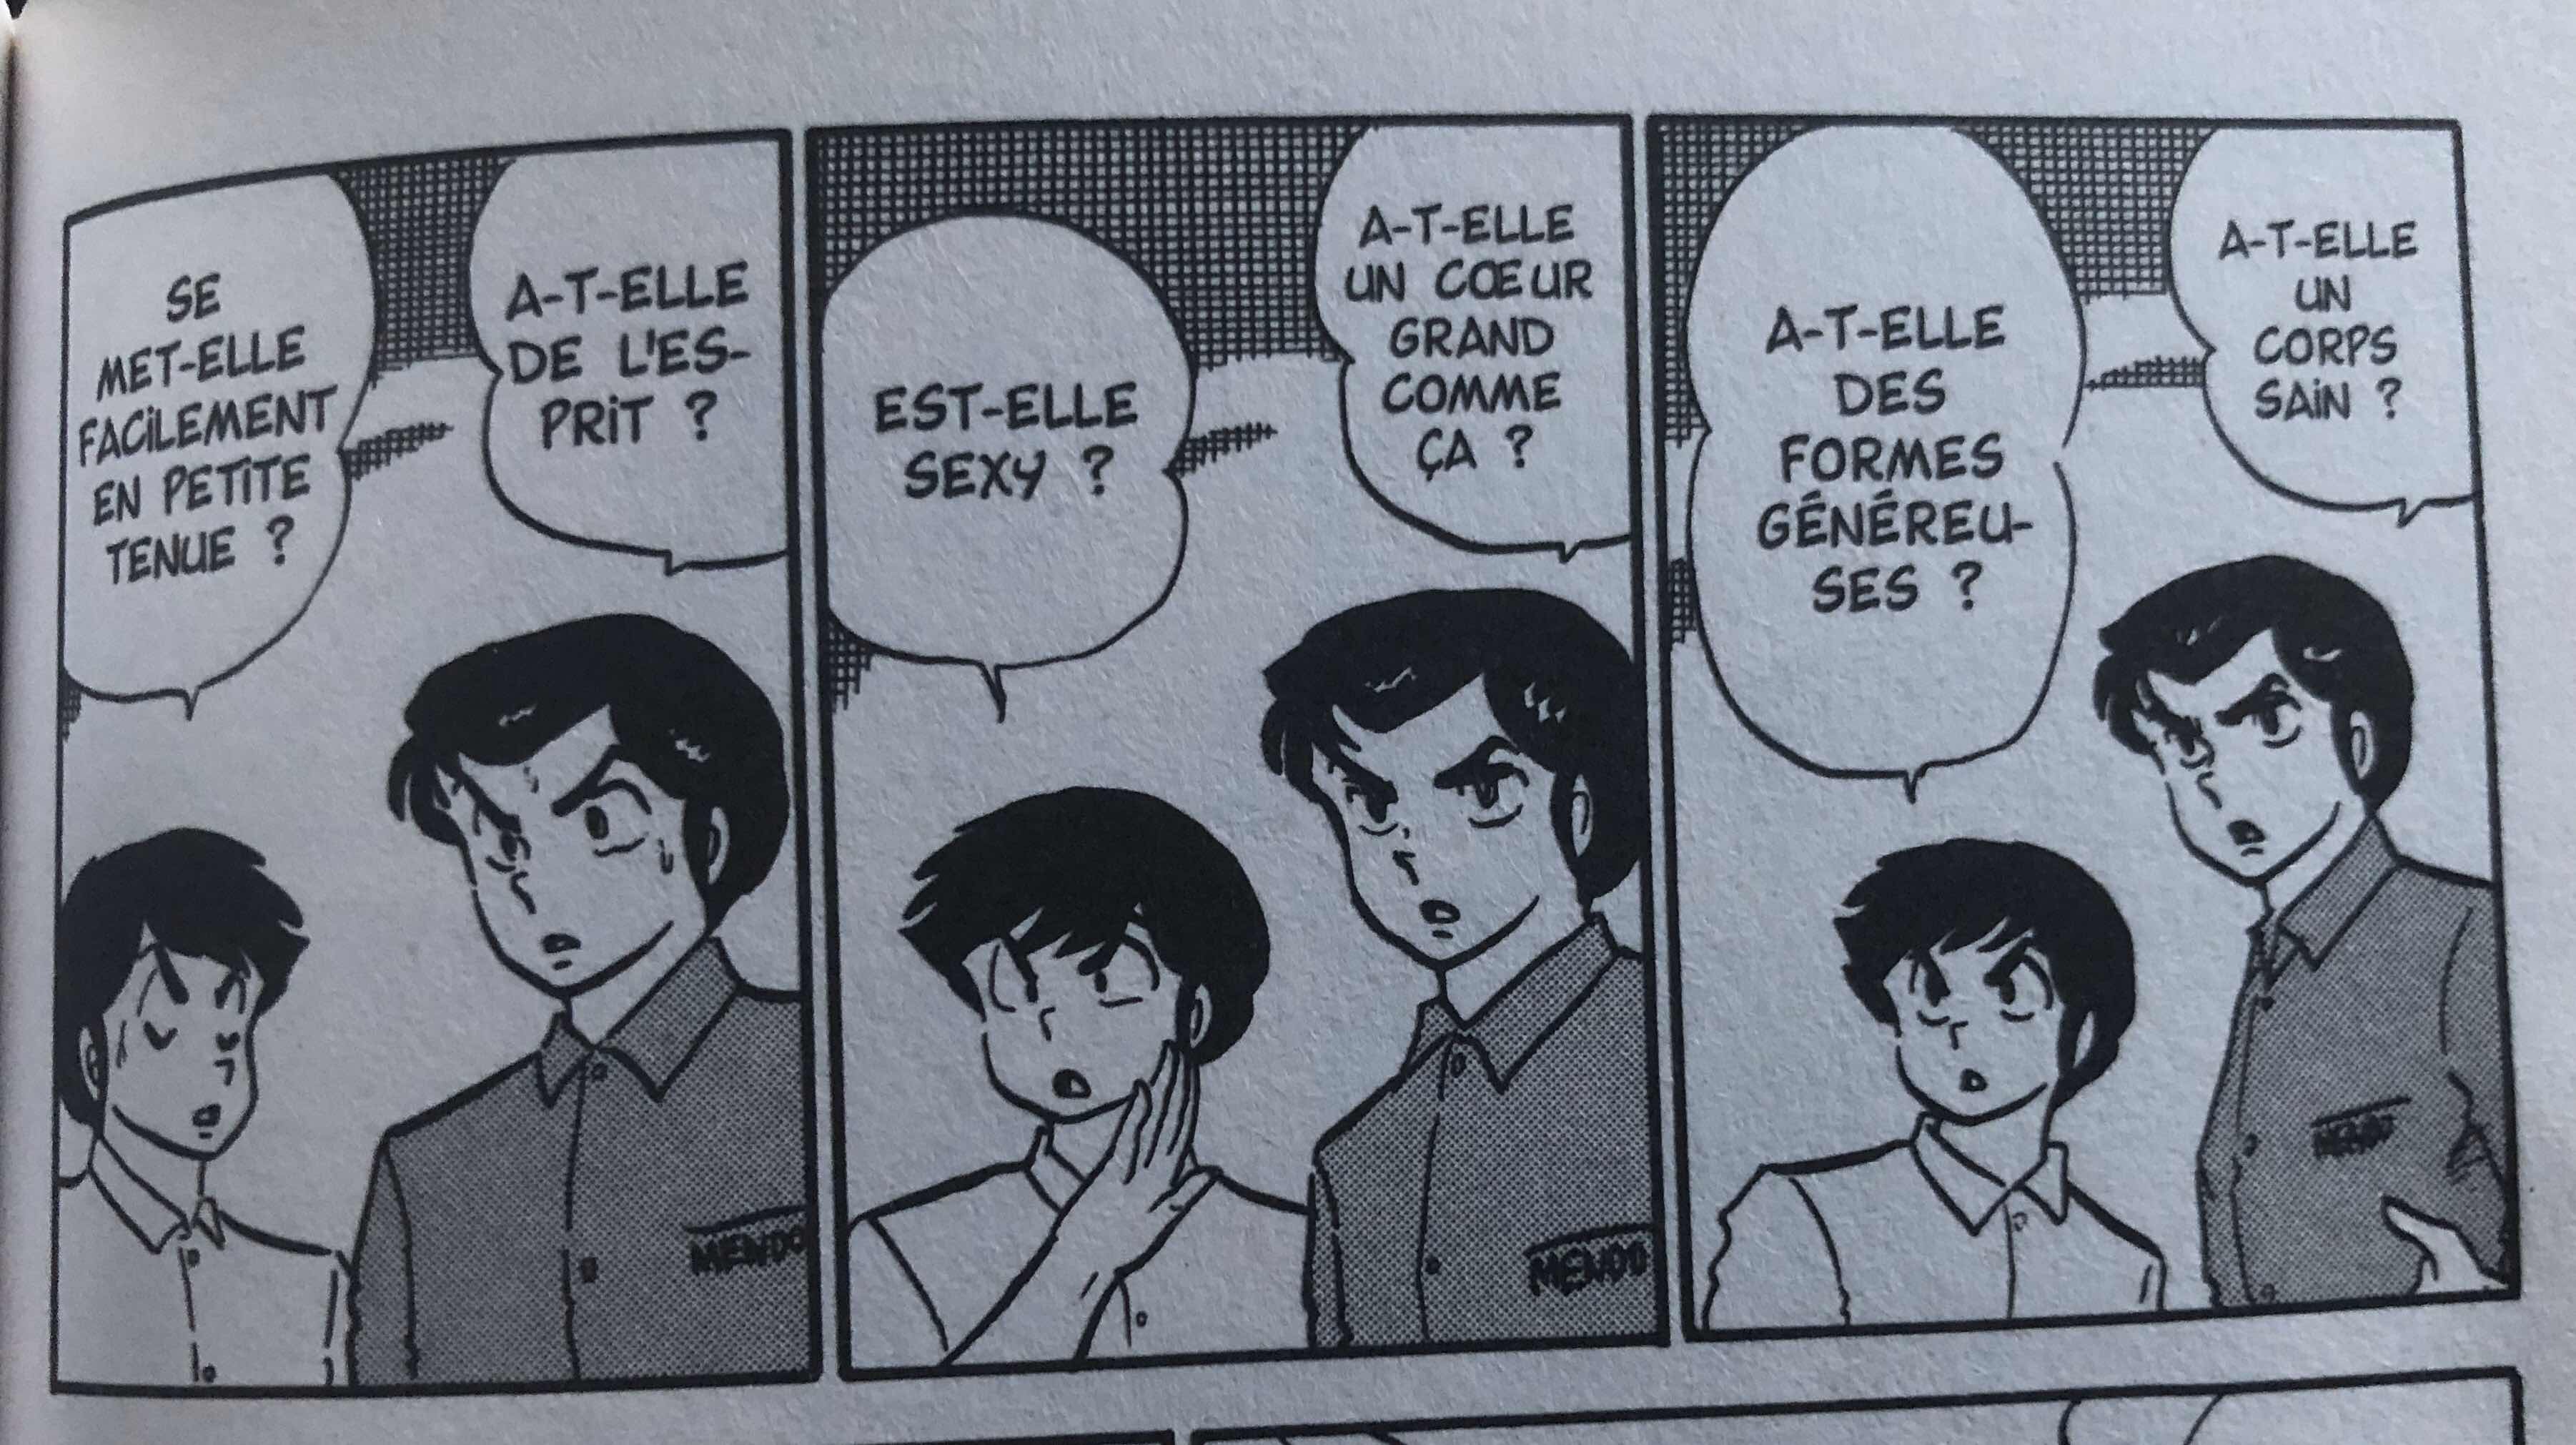 A-T-ELLE
UN
CORPS
SAiN ?
A-T-ELLE
DES
FORMES
GÉNÉREU-
SES ?
MENDO
A-T-ELLE
UN CŒUR
GRAND
COMME
ÇA ?
EST-ELLE
SEXY ?
MENDO
A-T-ELLE
DE L'ES-
PRiT ?
SE
MET-ELLE
FACiLEMENT
EN PETiTE
TENUE ?
MENDO